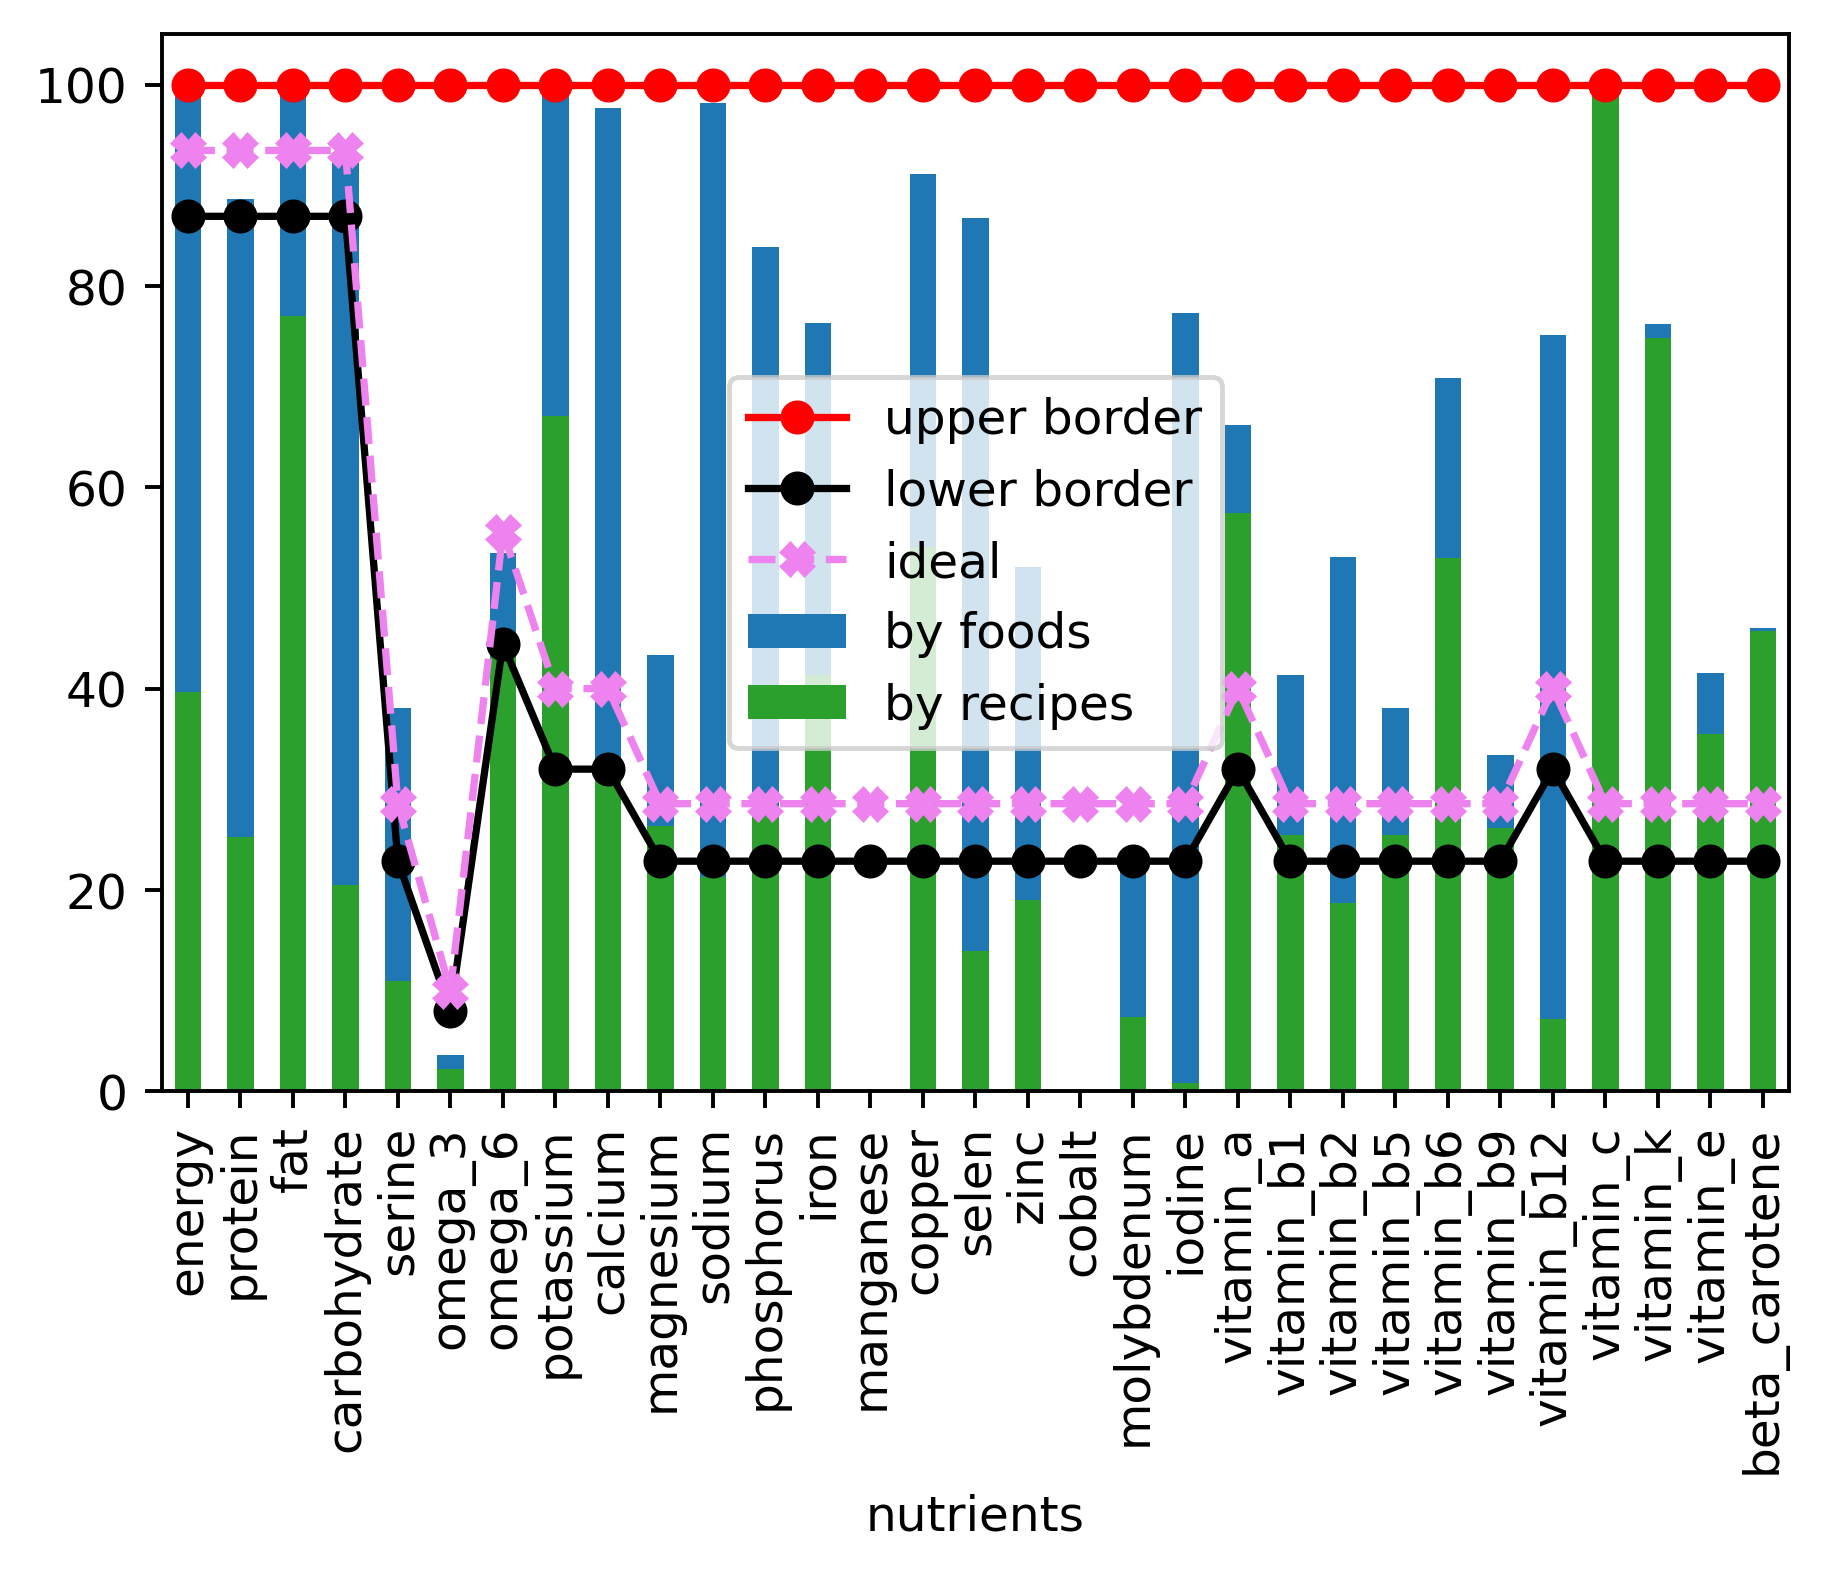 100
80
60
40
20
0
upper border
lower border
ideal
by foods
by recipes
energy
protein
fat
carbohydrate
serine
omega_3
omega_6
potassium
calcium
magnesium
sodium
phosphorus
iron
manganese
copper
selen
zinc
cobalt
molybdenum
iodine
vitamin_a
vitamin_b1
vitamin_b2
vitamin_b5
vitamin_b6
vitamin_b9
vitamin_b12
vitamin_c
vitamin_k
vitamin_e
beta_carotene
nutrients